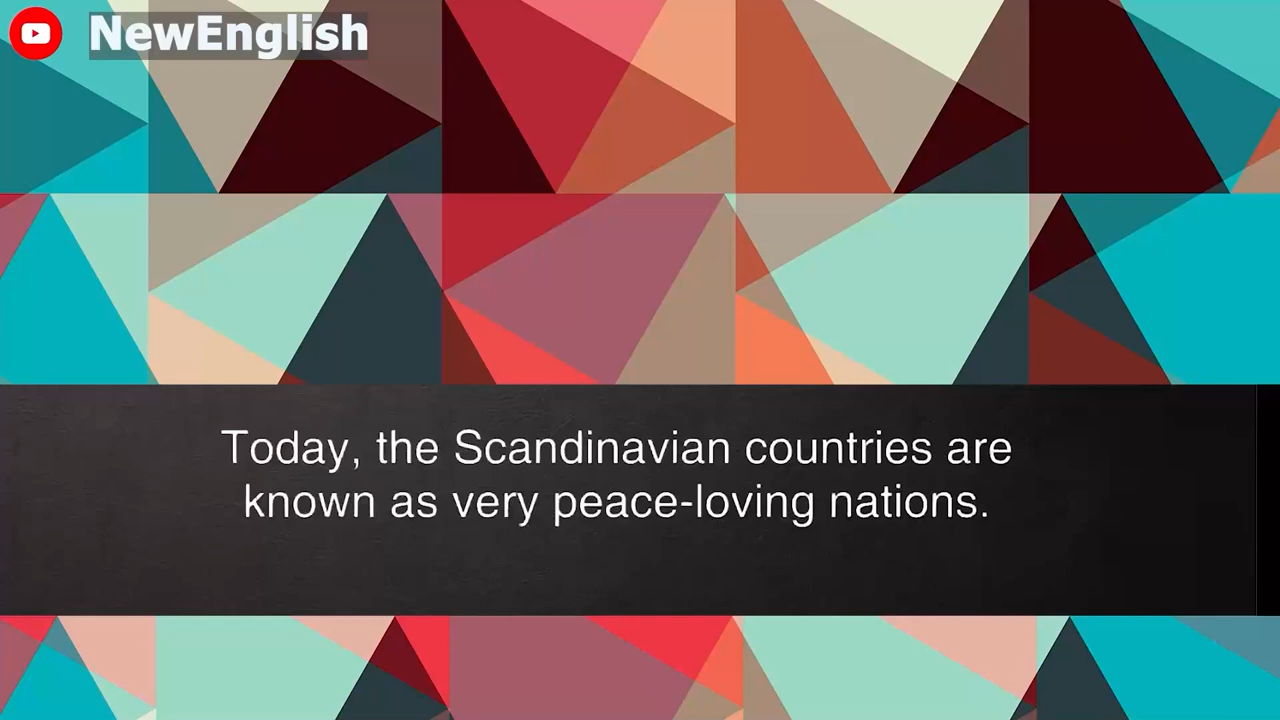 NewEnglish
Today, the Scandinavian countries are
known as very peace-loving nations.